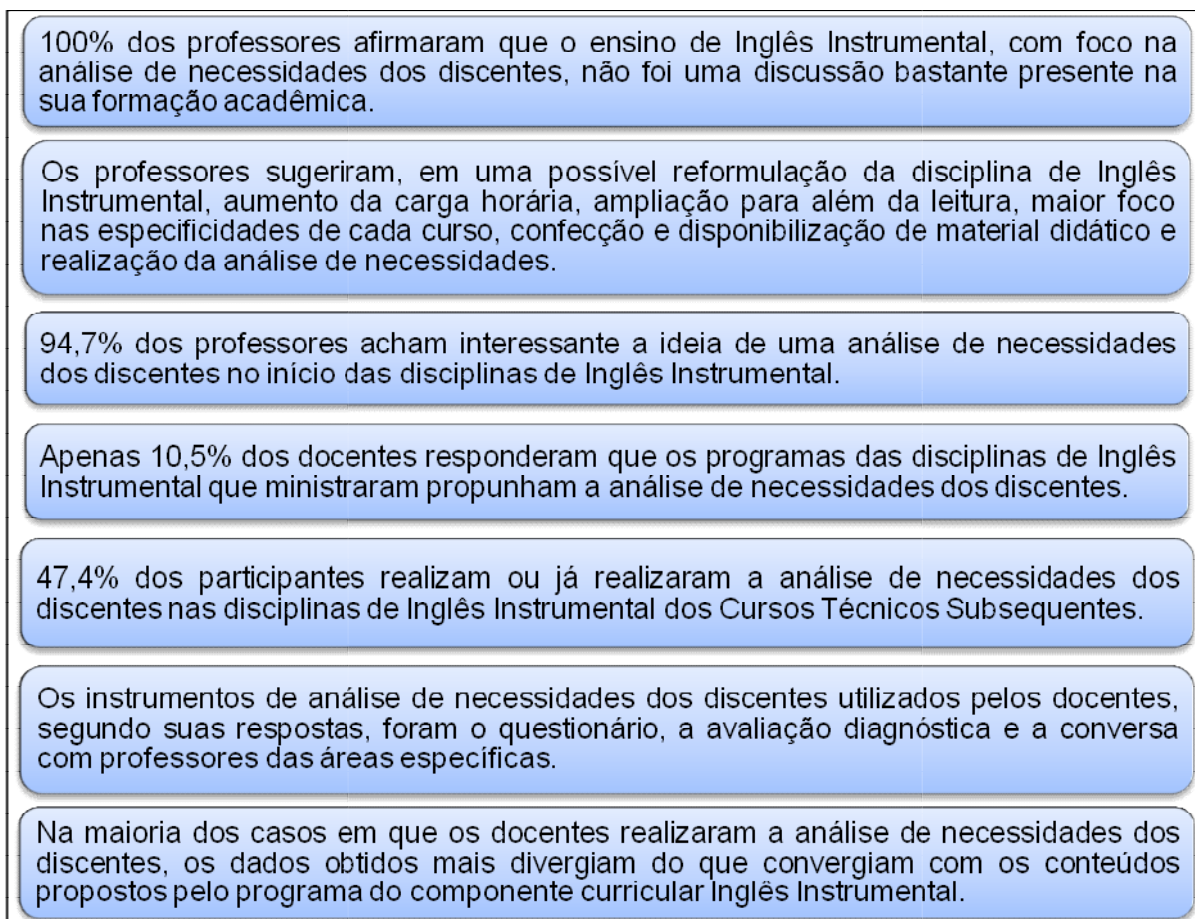 100% dos professores afirmaram que o ensino de Inglês Instrumental, com foco na
análise de necessidades dos discentes, não foi uma discussão bastante presente na
sua formação acadêmica.
Os professores sugeriram, em uma possível reformulação da disciplina de Inglês
Instrumental, aumento da carga horária, ampliação para além da leitura, maior foco
nas especificidades de cada curso, confecção e disponibilização de material didático e
realização da análise de necessidades.
94,7% dos professores acham interessante a ideia de uma análise de necessidades
dos discentes no início das disciplinas de Inglês Instrumental.
Apenas 10,5% dos docentes responderam que os programas das disciplinas de Inglês
Instrumental que ministraram propunham a análise de necessidades dos discentes.
47,4% dos participantes realizam ou já realizaram a análise de necessidades dos
discentes nas disciplinas de Inglês Instrumental dos Cursos Técnicos Subsequentes.
Os instrumentos de análise de necessidades dos discentes utilizados pelos docentes,
segundo suas respostas, foram o questionário, a avaliação diagnóstica e a conversa
com professores das áreas específicas.
Na maioria dos casos em que os docentes realizaram a análise de necessidades dos
discentes, os dados obtidos mais divergiam do que convergiam com os conteúdos
propostos pelo programa do componente curricular Inglês Instrumental.